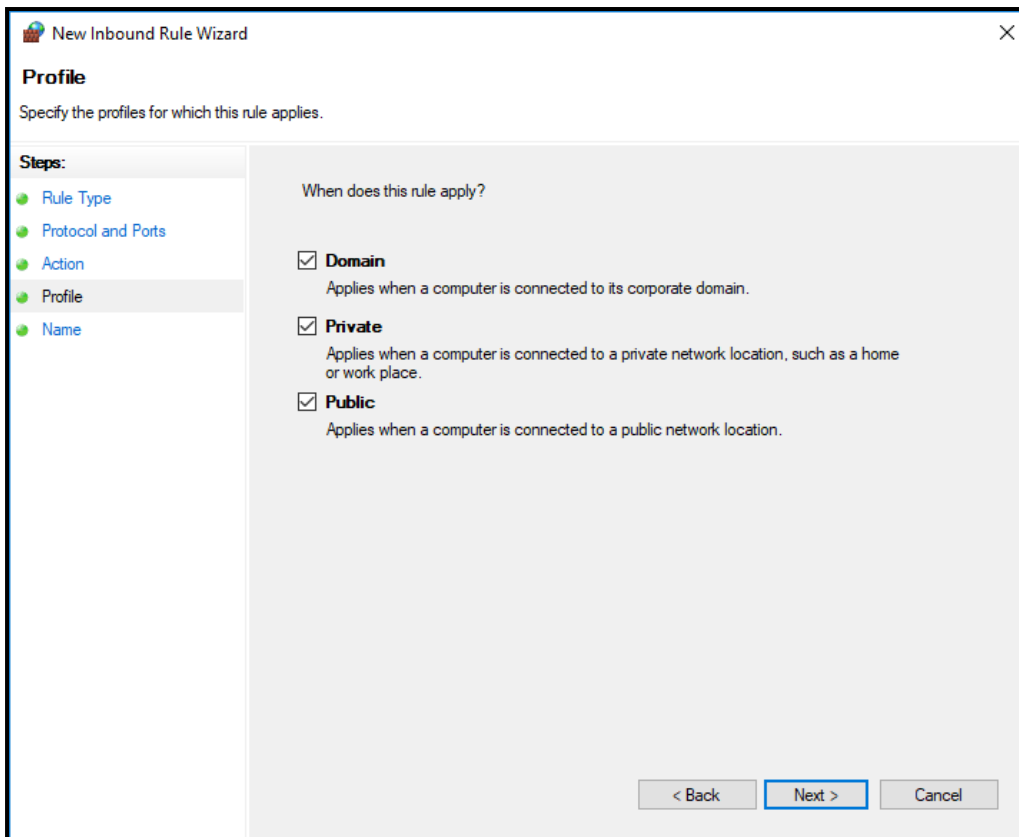 New Inbound Rule Wizard
Profile
Specify the profiles for which this rule applies.
Steps:
Rule Type
Protocol and Ports
Action
Profile
Name
When does this rule apply?
Domain
Applies when a computer is connected to its corporate domain.
Private
Applies when a computer is connected to a private network location, such as a home
or work place.
Public
Applies when a computer is connected to a public network location.
< Back
Next >
Cancel